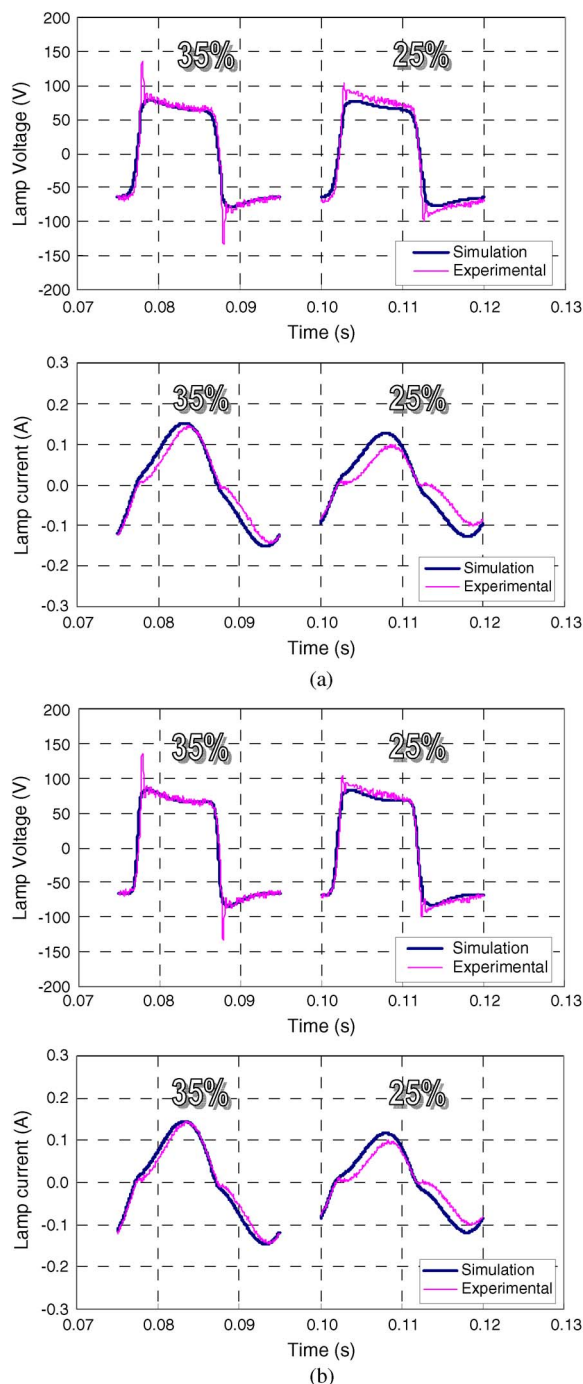 200
150
100
50
0
-50
-100
-150
-200
Lamp Voltage (V)
35%
25%
Simulation
Experimental
0.07 0.08 0.09 0.10 0.11 0.12 0.13
Time (s)
0.3
0.2
0.1
0.0
-0.1
-0.2
-0.3
Lamp current (A)
35%
25%
Simulation
Experimental
0.07 0.08 0.09 0.10 0.11 0.12 0.13
Time (s)
(a)
200
150
100
50
0
-50
-100
-150
-200
Lamp Voltage (V)
35%
25%
Simulation
Experimental
0.07 0.08 0.09 0.10 0.11 0.12 0.13
Time (s)
0.3
0.2
0.1
0.0
-0.1
-0.2
-0.3
Lamp current (A)
35%
25%
Simulation
Experimental
0.07 0.08 0.09 0.10 0.11 0.12 0.13
Time (s)
(b)